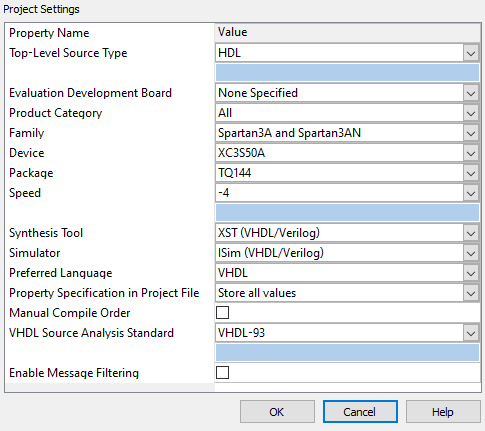 Project Settings
Property Name Value
Top-Level Source Type HDL
Evaluation Development Board None Specified
Product Category All
Family Spartan3A and Spartan3AN
Device XC3S50A
Package TQ144
Speed -4
Synthesis Tool XST (VHDL/Verilog)
Simulator ISim (VHDL/Verilog)
Preferred Language VHDL
Property Specification in Project File Store all values
Manual Compile Order
VHDL Source Analysis Standard VHDL-93
Enable Message Filtering
OK Cancel Help